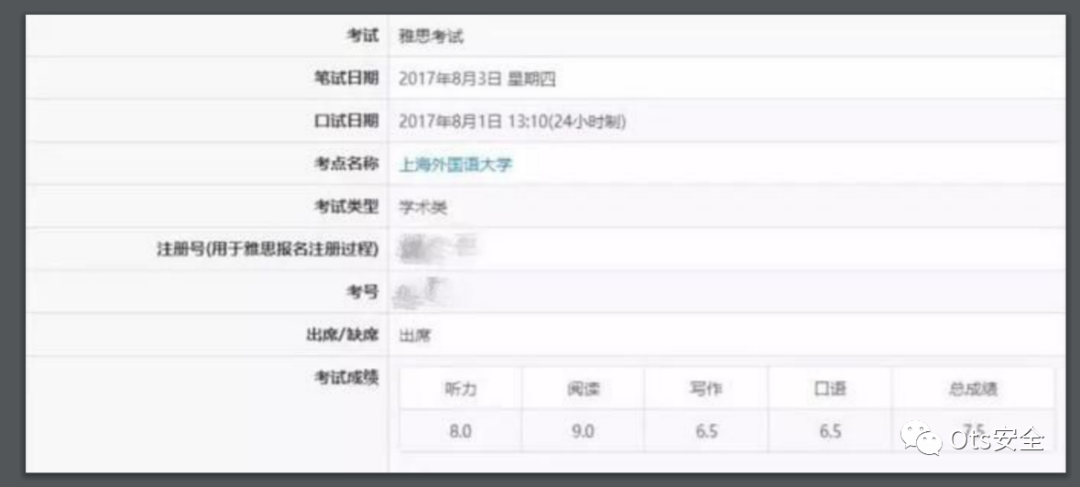 考试 雅思考试
笔试日期 2017年8月3日 星期四
口试日期 2017年8月1日 13:10(24小时制)
考点名称 上海外国语大学
考试类型 学术类
注册号(用于雅思报名注册过程)
考号
出席/缺席 出席
考试成绩 听力 阅读 写作 口语 总成绩
8.0 9.0 6.5 6.5 7.5
Ots安全